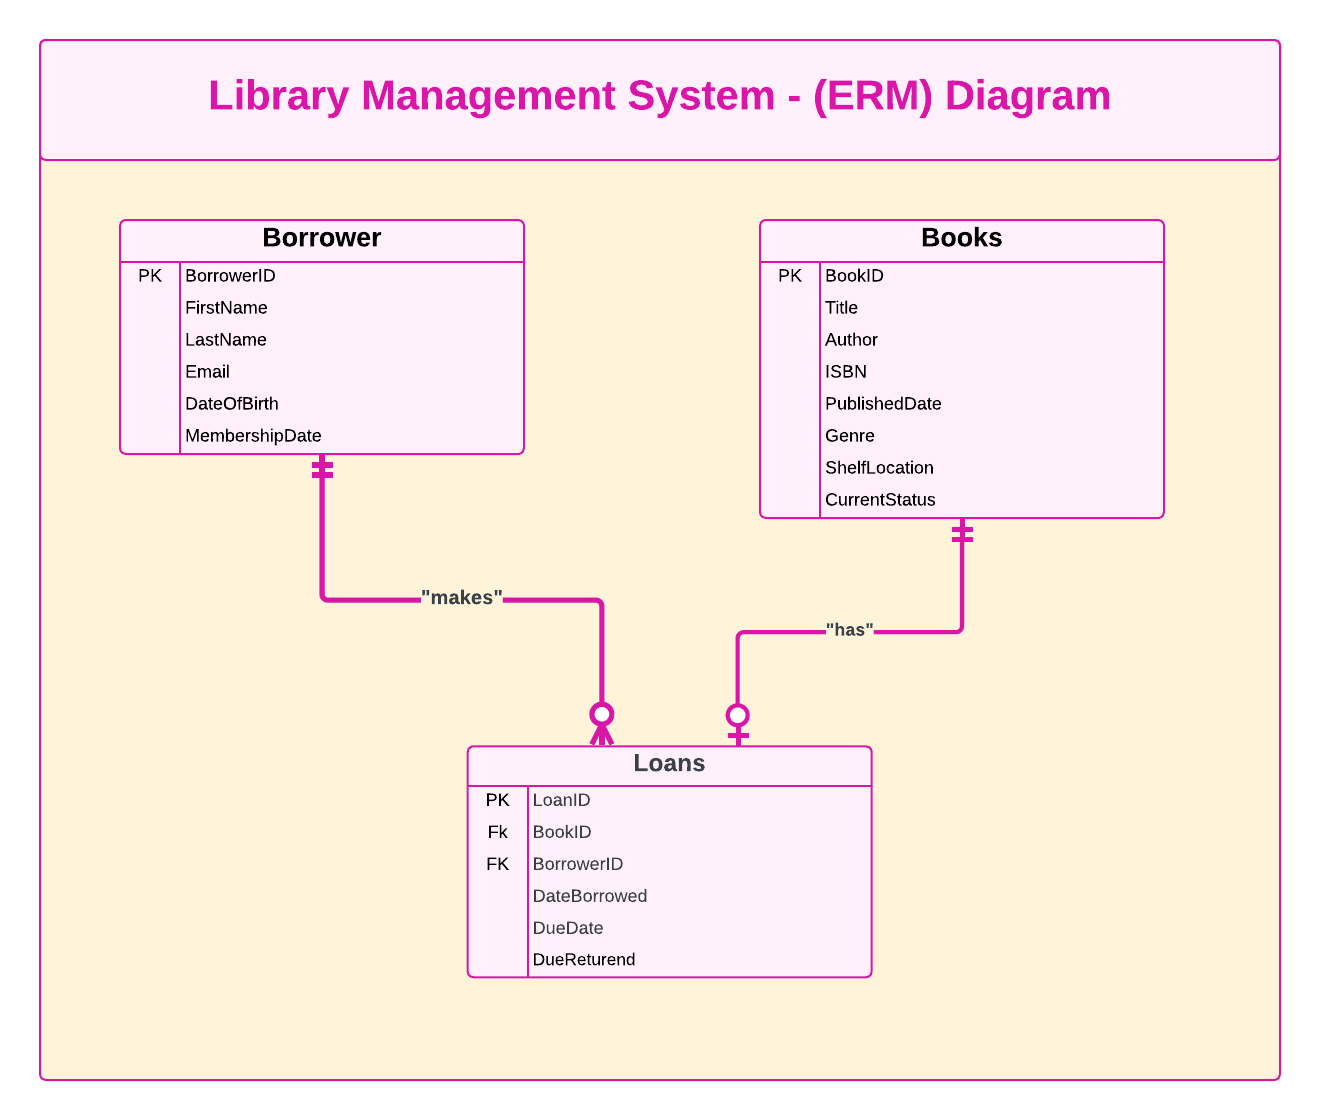 Library Management System - (ERM) Diagram
Borrower
PK BorrowerID
FirstName
LastName
Email
DateOfBirth
MembershipDate
Books
PK BookID
Title
Author
ISBN
PublishedDate
Genre
ShelfLocation
CurrentStatus
"makes"
"has"
Loans
PK LoanID
Fk BookID
FK BorrowerID
DateBorrowed
DueDate
DueReturend